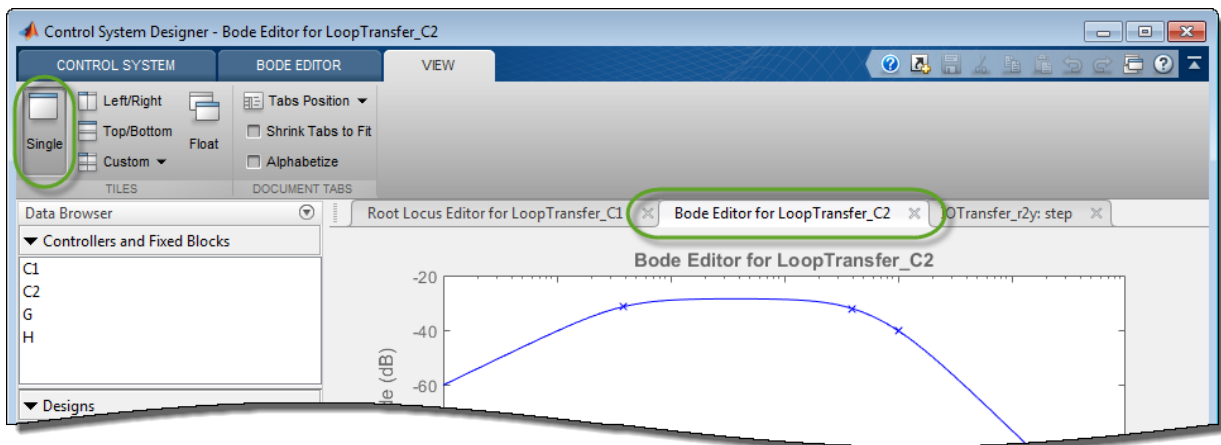 Control System Designer - Bode Editor for LoopTransfer_C2
CONTROL SYSTEM BODE EDITOR VIEW
Single
Left/Right
Top/Bottom
Custom
Float
TILES
Tabs Position
Shrink Tabs to Fit
Alphabetize
DOCUMENT TABS
Data Browser
Controllers and Fixed Blocks
C1
C2
G
H
Designs
Root Locus Editor for LoopTransfer_C1 Bode Editor for LoopTransfer_C2 IOTransfer_r2y: step
Bode Editor for LoopTransfer_C2
-20
-40
-60
(dB)